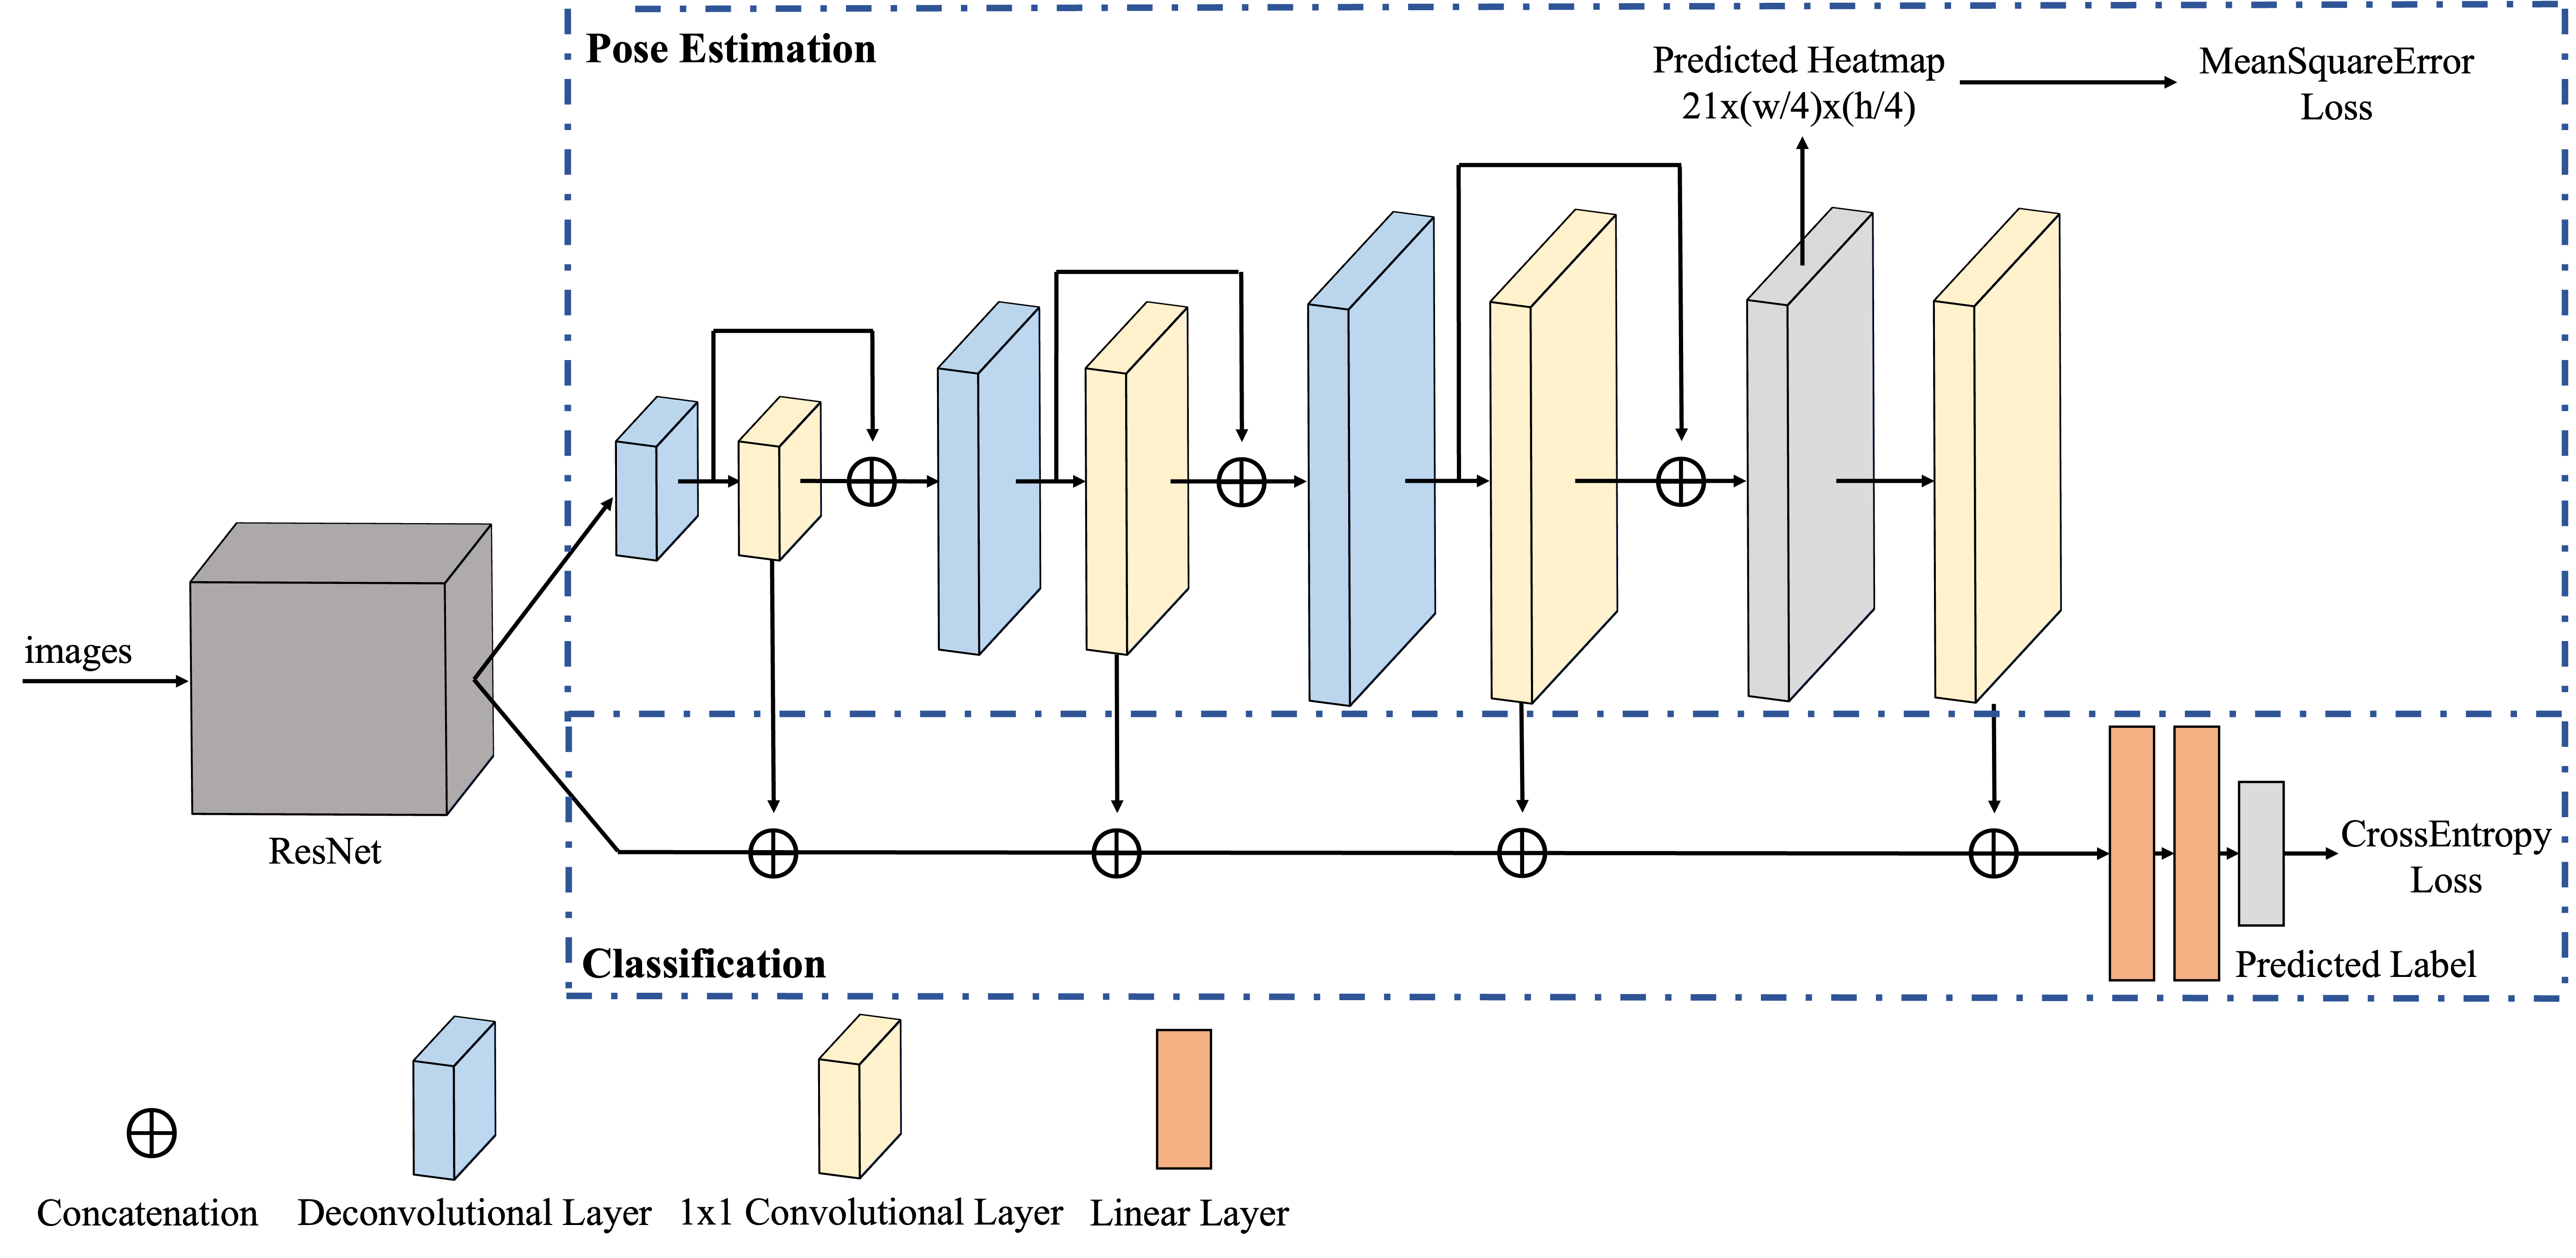 Pose Estimation
Predicted Heatmap
21x(w/4)x(h/4)
MeanSquareError
Loss
images
ResNet
CrossEntropy
Loss
Classification
Predicted Label
Concatenation
Deconvolutional Layer
1x1 Convolutional Layer
Linear Layer